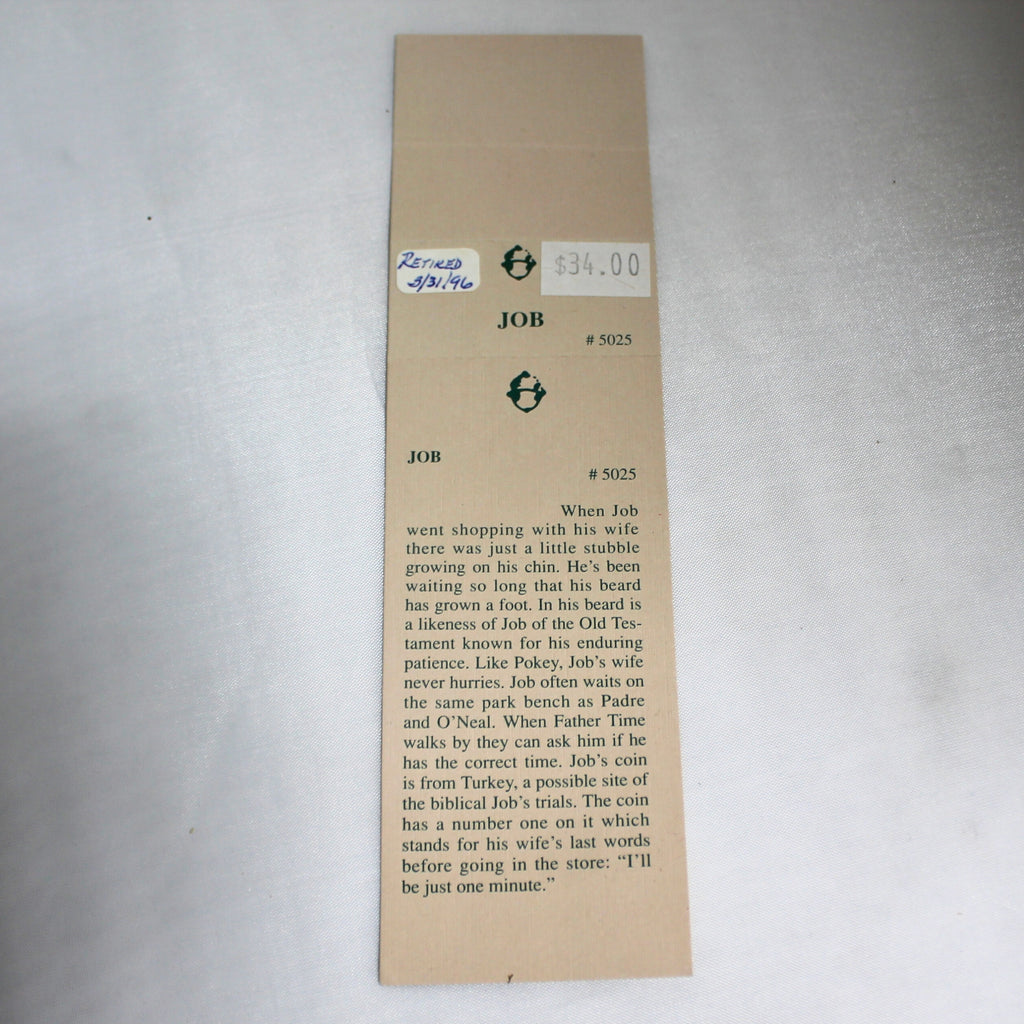 RETIRED
3/31/96
$34.00
JOB
# 5025
JOB
# 5025
When Job
went shopping with his wife
there was just a little stubble
growing on his chin. He's been
waiting so long that his beard
has grown a foot. In his beard is
a likeness of Job of the Old Tes-
tament known for his enduring
patience. Like Pokey, Job's wife
never hurries. Job often waits on
the same park bench as Padre
and O'Neal. When Father Time
walks by they can ask him if he
has the correct time. Job's coin
is from Turkey, a possible site of
the biblical Job's trials. The coin
has a number one on it which
stands for his wife's last words
before going in the store: “I'll
be just one minute.”